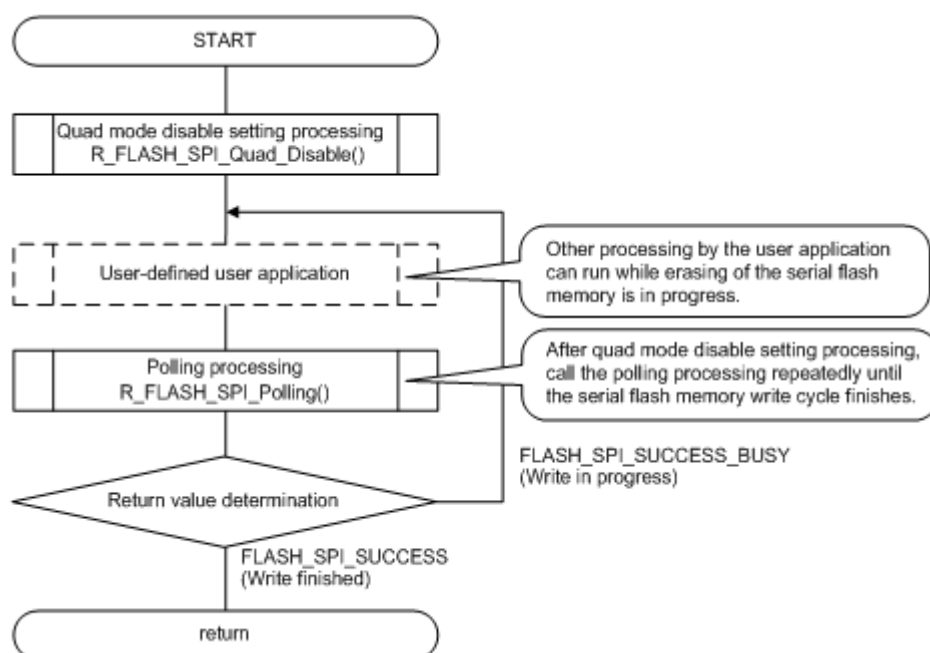 START
Quad mode disable setting processing
R_FLASH_SPI_Quad_Disable()
User-defined user application
Other processing by the user application
can run while erasing of the serial flash
memory is in progress.
Polling processing
R_FLASH_SPI_Polling()
After quad mode disable setting processing,
call the polling processing repeatedly until
the serial flash memory write cycle finishes.
FLASH_SPI_SUCCESS_BUSY
(Write in progress)
Return value determination
FLASH_SPI_SUCCESS
(Write finished)
return